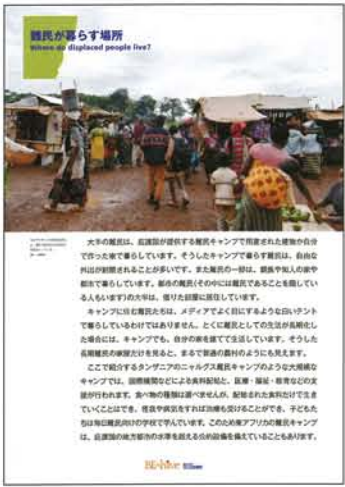 難民が暮らす場所
Where do displaced people live?
大半の難民は、庇護国が提供する難民キャンプで用意された建物か自分
で作った家で暮らしています。そうしたキャンプで暮らす難民は、自由な
外出が制限されることが多いです。また難民の一部は、親族や知人の家や
都市で暮らしています。都市の難民(その中には難民であることを隠してい
る人もいます)の大半は、借りた部屋に居住しています。
キャンプに住む難民たちは、メディアでよく目にするような白いテント
で暮らしているわけではありません。とくに難民としての生活が長期化し
た場合には、キャンプでも、自分の家を建てて生活しています。そうした
長期難民の家屋だけを見ると、まるで普通の農村のようにも見えます。
ここで紹介するタンザニアのニャルグス難民キャンプのような大規模な
キャンプでは、国際機関などによる食料配給と、医療・福祉・教育などの支
援が行われます。食べ物の種類は選べませんが、配給された食料だけで生き
ていくことはでき、怪我や病気をすれば治療も受けることができ、子どもた
ちは毎日難民向けの学校で学んでいます。このため東アフリカの難民キャンプ
は、庇護国の地方都市の水準を超える公的設備を備えていることもあります。